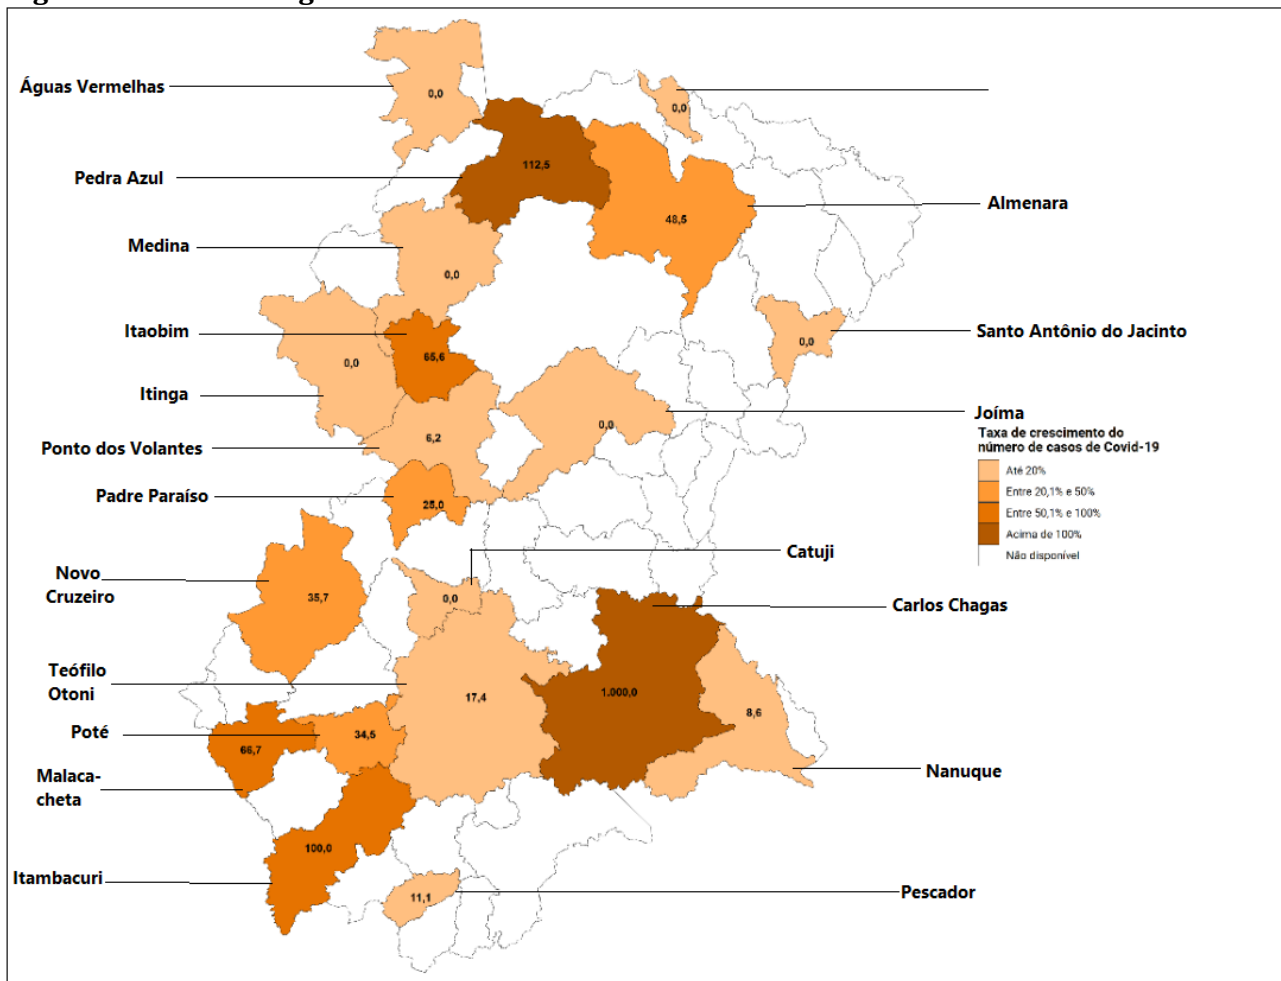 Águas Vermelhas
0,0
0,0
112,5
Pedra Azul
Almenara
48,5
Medina
0,0
Itaobim
Santo Antônio do Jacinto
0,0
65,6
0,0
Itinga
Joíma
0,0
Taxa de crescimento do
número de casos de Covid-19
Até 20%
Entre 20,1% e 50%
Entre 50,1% e 100%
Acima de 100%
Não disponível
6,2
Ponto dos Volantes
Padre Paraíso
25,0
Catuji
Novo
Cruzeiro
35,7
0,0
Carlos Chagas
Teófilo
Otoni
17,4
1.000,0
8,6
Poté
34,5
66,7
Malaca-
cheta
Nanuque
100,0
Itambacuri
11,1
Pescador